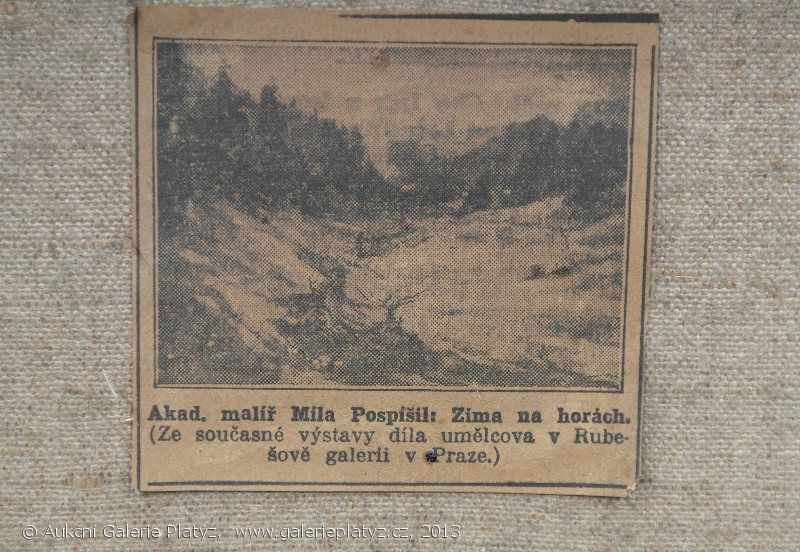 Akad. malíř Míla Pospíšil: Zima na horách.
(Ze současné výstavy díla umělcova v Rube-
šově galerii v Praze.)
© Aukční Galerie Platýz, www.galerieplatyz.cz, 2013